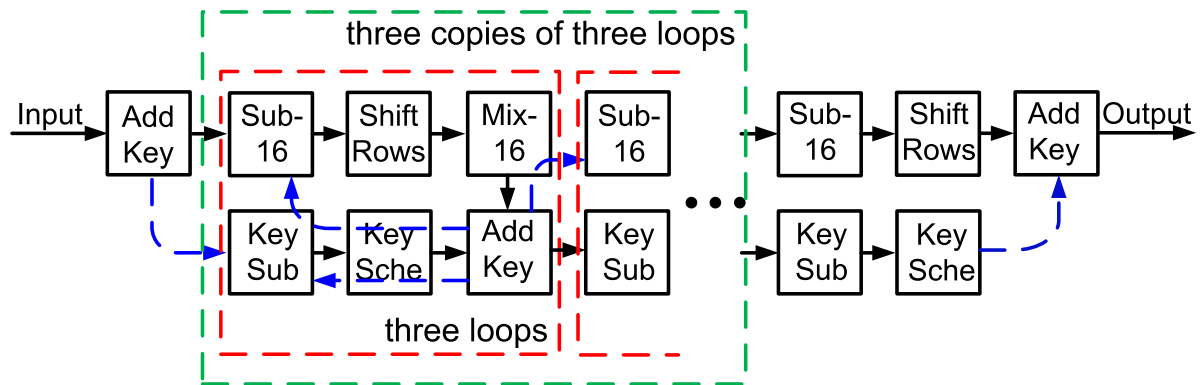 three copies of three loops
Input
Add
Key
Sub-
16
Shift
Rows
Mix-
16
Sub-
16
Sub-
16
Shift
Rows
Add
Key
Output
Key
Sub
Key
Sche
Add
Key
Key
Sub
Key
Sub
Key
Sche
three loops